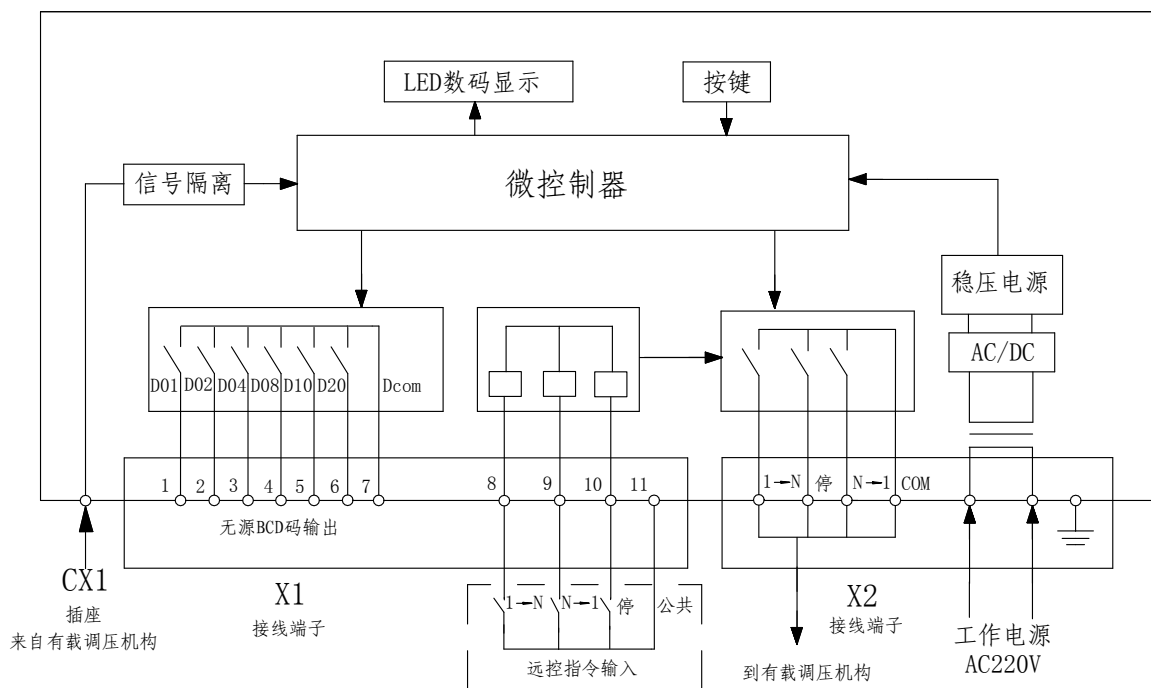 LED数码显示
按键
信号隔离
微控制器
稳压电源
AC/DC
D01 D02 D04 D08 D10 D20 Dcom
1 2 3 4 5 6 7 8 9 10 11
1→N 停 N→1 COM
无源BCD码输出
CX1
插座
来自有载调压机构
X1
接线端子
1→N N→1 停 公共
远控指令输入
X2
接线端子
到有载调压机构
工作电源
AC220V